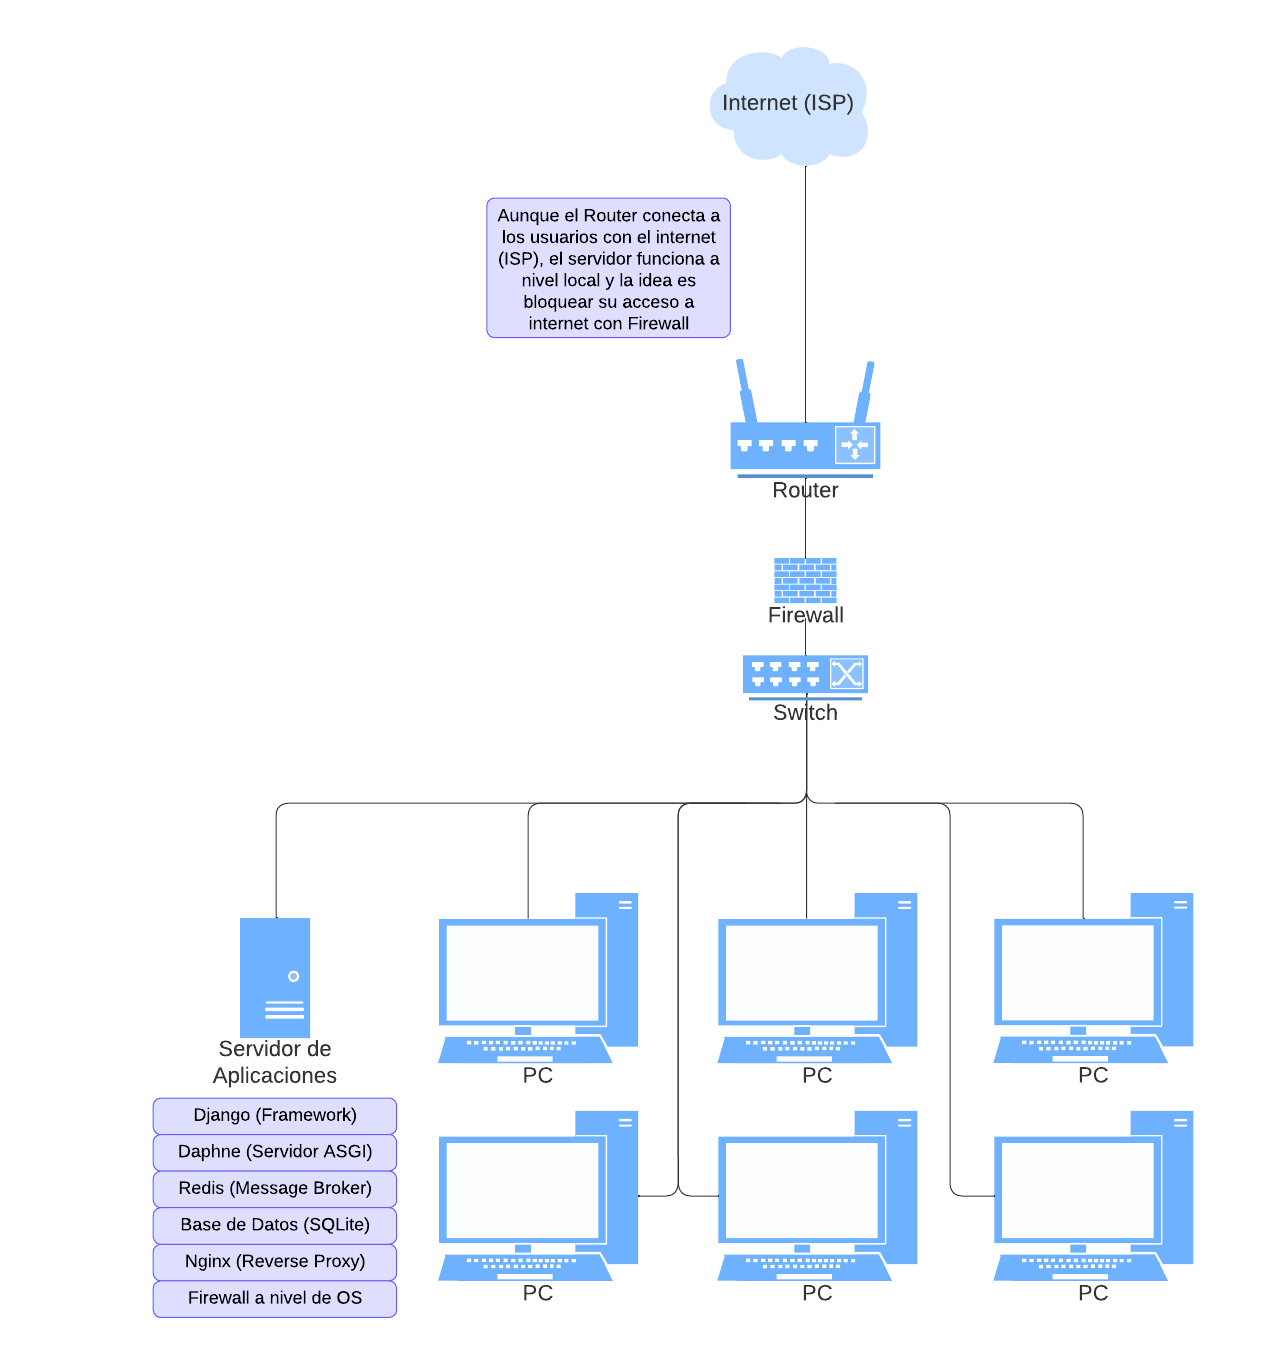 Internet (ISP)
Aunque el Router conecta a
los usuarios con el internet
(ISP), el servidor funciona a
nivel local y la idea es
bloquear su acceso a
internet con Firewall
Router
Firewall
Switch
Servidor de
Aplicaciones
PC
PC
PC
Django (Framework)
Daphne (Servidor ASGI)
Redis (Message Broker)
Base de Datos (SQLite)
Nginx (Reverse Proxy)
Firewall a nivel de OS
PC
PC
PC